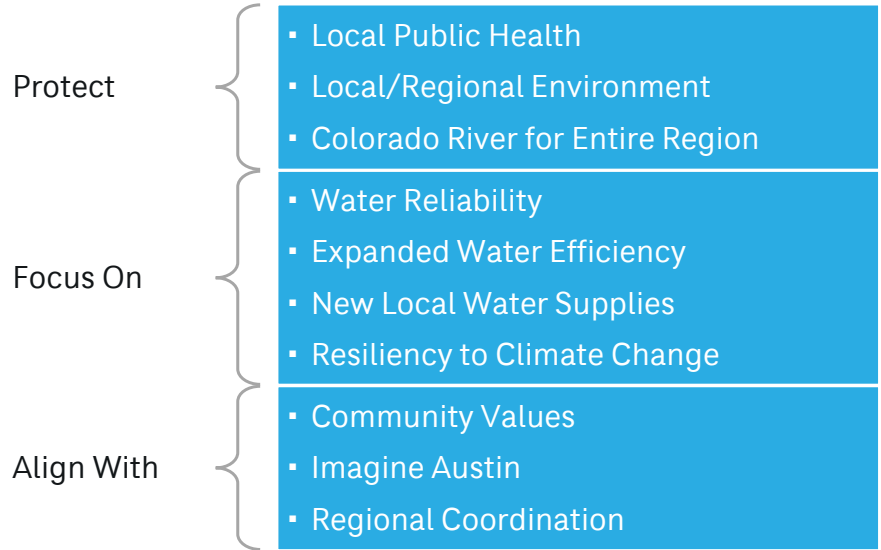 Protect
▪ Local Public Health
▪ Local/Regional Environment
▪ Colorado River for Entire Region
Focus On
▪ Water Reliability
▪ Expanded Water Efficiency
▪ New Local Water Supplies
▪ Resiliency to Climate Change
Align With
▪ Community Values
▪ Imagine Austin
▪ Regional Coordination